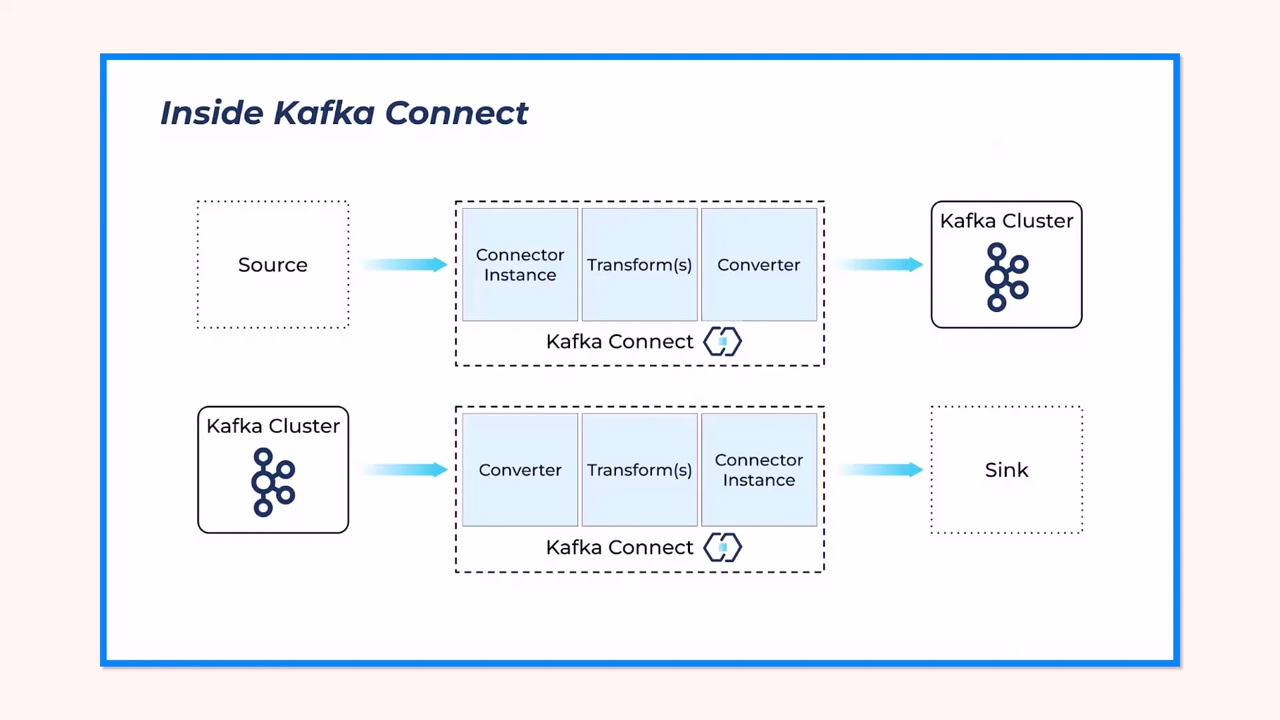 Inside Kafka Connect
Source
Connector
Instance
Transform(s)
Converter
Kafka Connect
Kafka Cluster
Kafka Cluster
Converter
Transform(s)
Connector
Instance
Kafka Connect
Sink